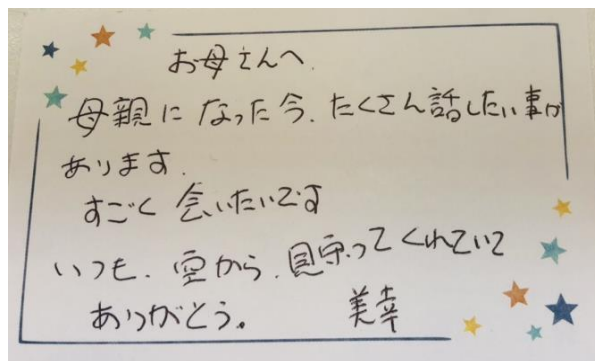 お母さんへ.
母親になった今、たくさん話したい事が
あります.
すごく会いたいです
いつも、空から、見守ってくれていて
ありがとう。 美幸